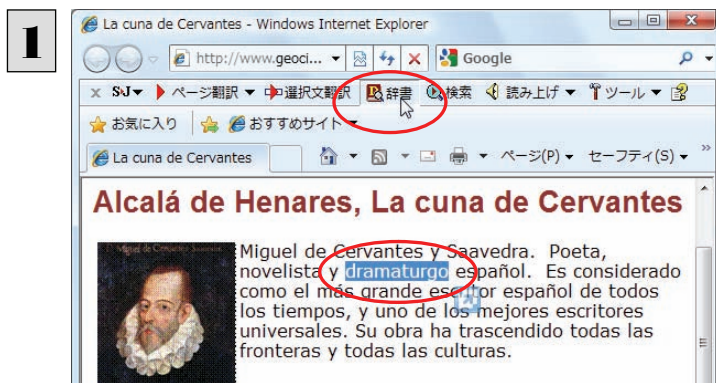 1
La cuna de Cervantes - Windows Internet Explorer
http://www.geoci...
Google
x S▸J ページ翻訳 選択文翻訳 辞書 検索 読み上げ ツール
お気に入り おすすめサイト
La cuna de Cervantes ページ(P) セーフティ(S) »
Alcalá de Henares, La cuna de Cervantes
Miguel de Cervantes y Saavedra. Poeta,
novelista y dramaturgo español. Es considerado
como el más grande escritor español de todos
los tiempos, y uno de los mejores escritores
universales. Su obra ha trascendido todas las
fronteras y todas las culturas.